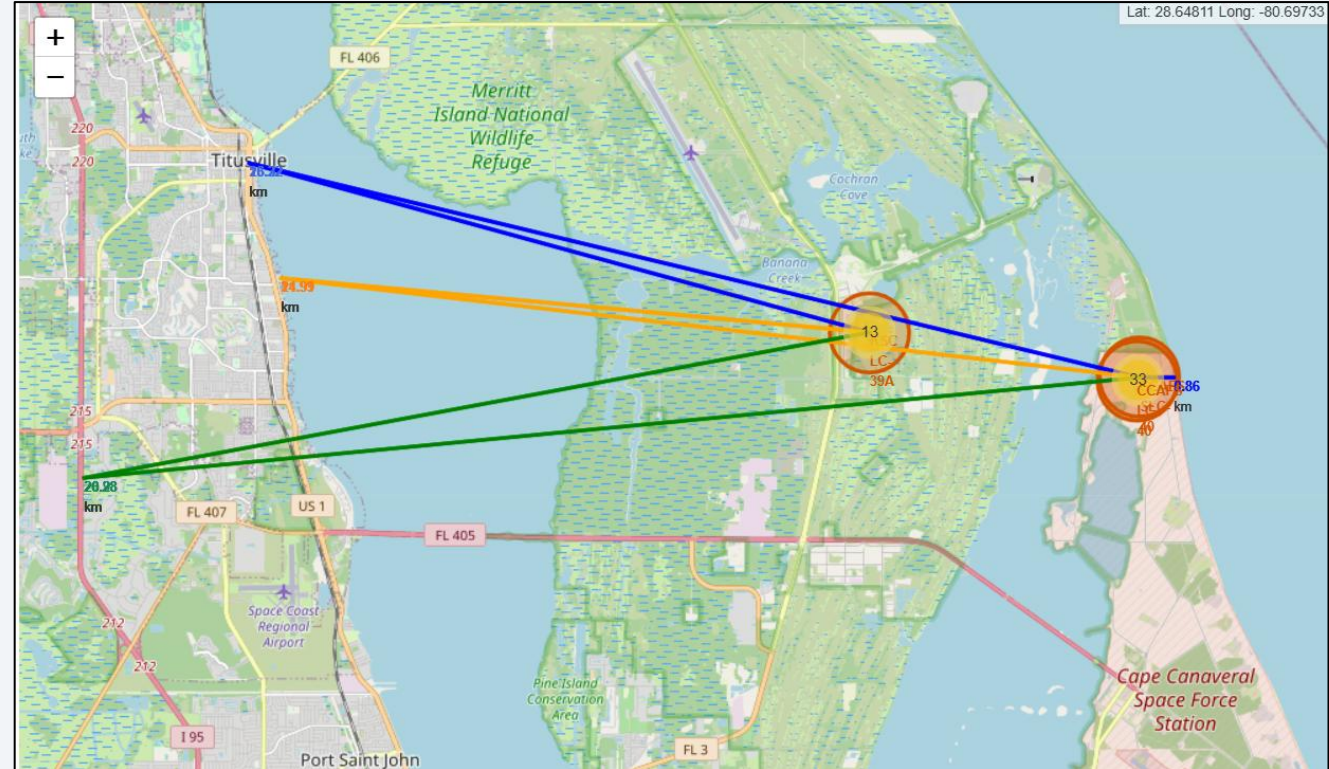 Lat: 28.64811 Long: -80.69733
+
−
FL 406
Merritt
Island National
Wildlife
Refuge
220
220
Titusville
km
Cochran
Cove
Banana
Creek
km
13
LC-
39A
33
CCAFS
km
40
215
215
km
FL 407
US 1
FL 405
Space Coast
Regional
Airport
212
212
Pine Island
Conservation
Area
Cape Canaveral
Space Force
Station
I 95
FL 3
Port Saint John